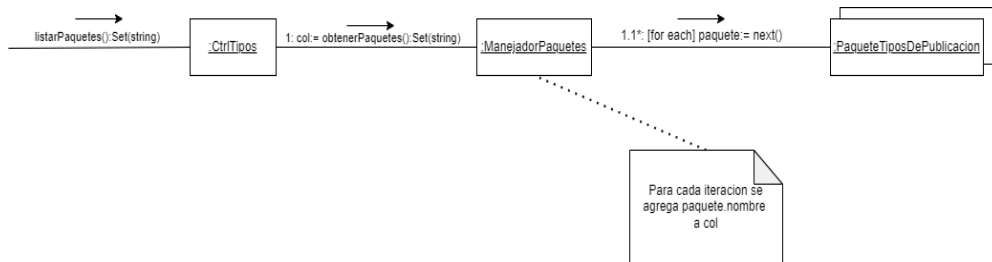 listarPaquetes():Set(string)
:CtrlTipos
1: col:= obtenerPaquetes():Set(string)
:ManejadorPaquetes
1.1*: [for each] paquete:= next()
:PaqueteTiposDePublicacion
Para cada iteracion se
agrega paquete.nombre
a col